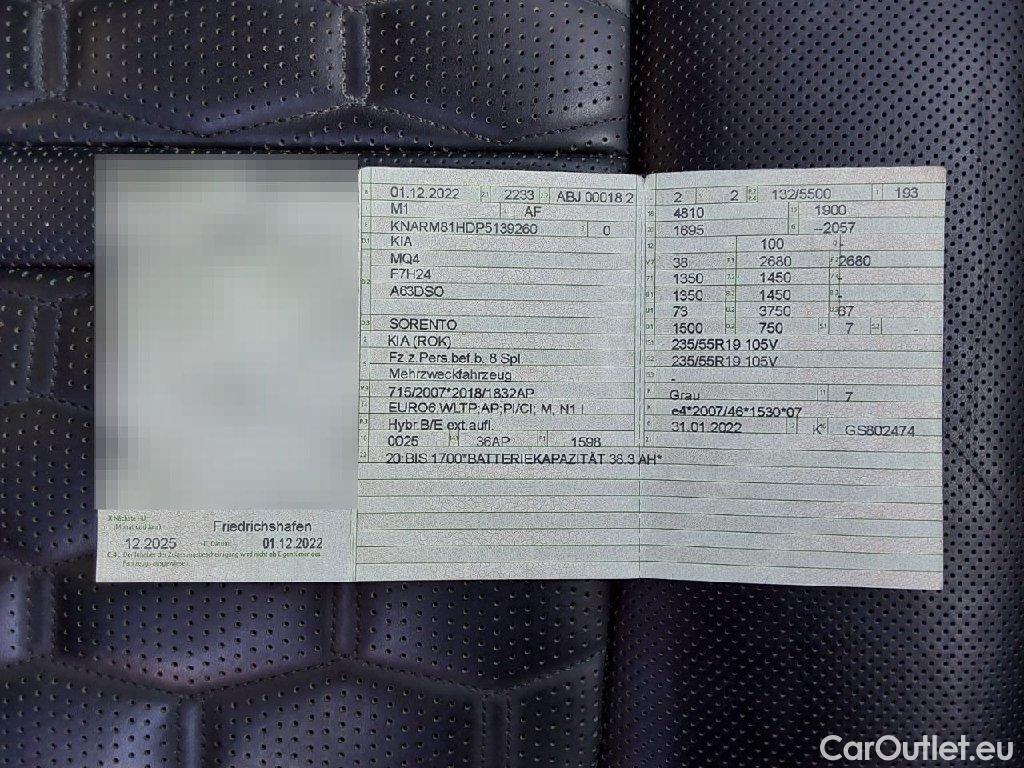 01.12.2022 2233 ABJ 00018 2
M1 AF
KNARM81HDP5139260 0
KIA
MQ4
F7H24
A63DSO
SORENTO
KIA (ROK)
Fz.z.Pers.bef.b. 8 Spl.
Mehrzweckfahrzeug
715/2007*2018/1832AP
EURO6;WLTP;AP;PI/CI; M, N1 I
Hybr.B/E ext.aufl.
0025 36AP 1598
20:BIS 1700*BATTERIEKAPAZITÄT 38.3 AH*
2 2 132/5500 193
4810 1900
1695 –2057
100 -
38 2680 2680
1350 1450 -
1350 1450 -
73 3750 67
1500 750 7 -
235/55R19 105V
235/55R19 105V
-
Grau 7
e4*2007/46*1530*07
31.01.2022 K GS802474
Friedrichshafen
12.2025 01.12.2022
CarOutlet.eu